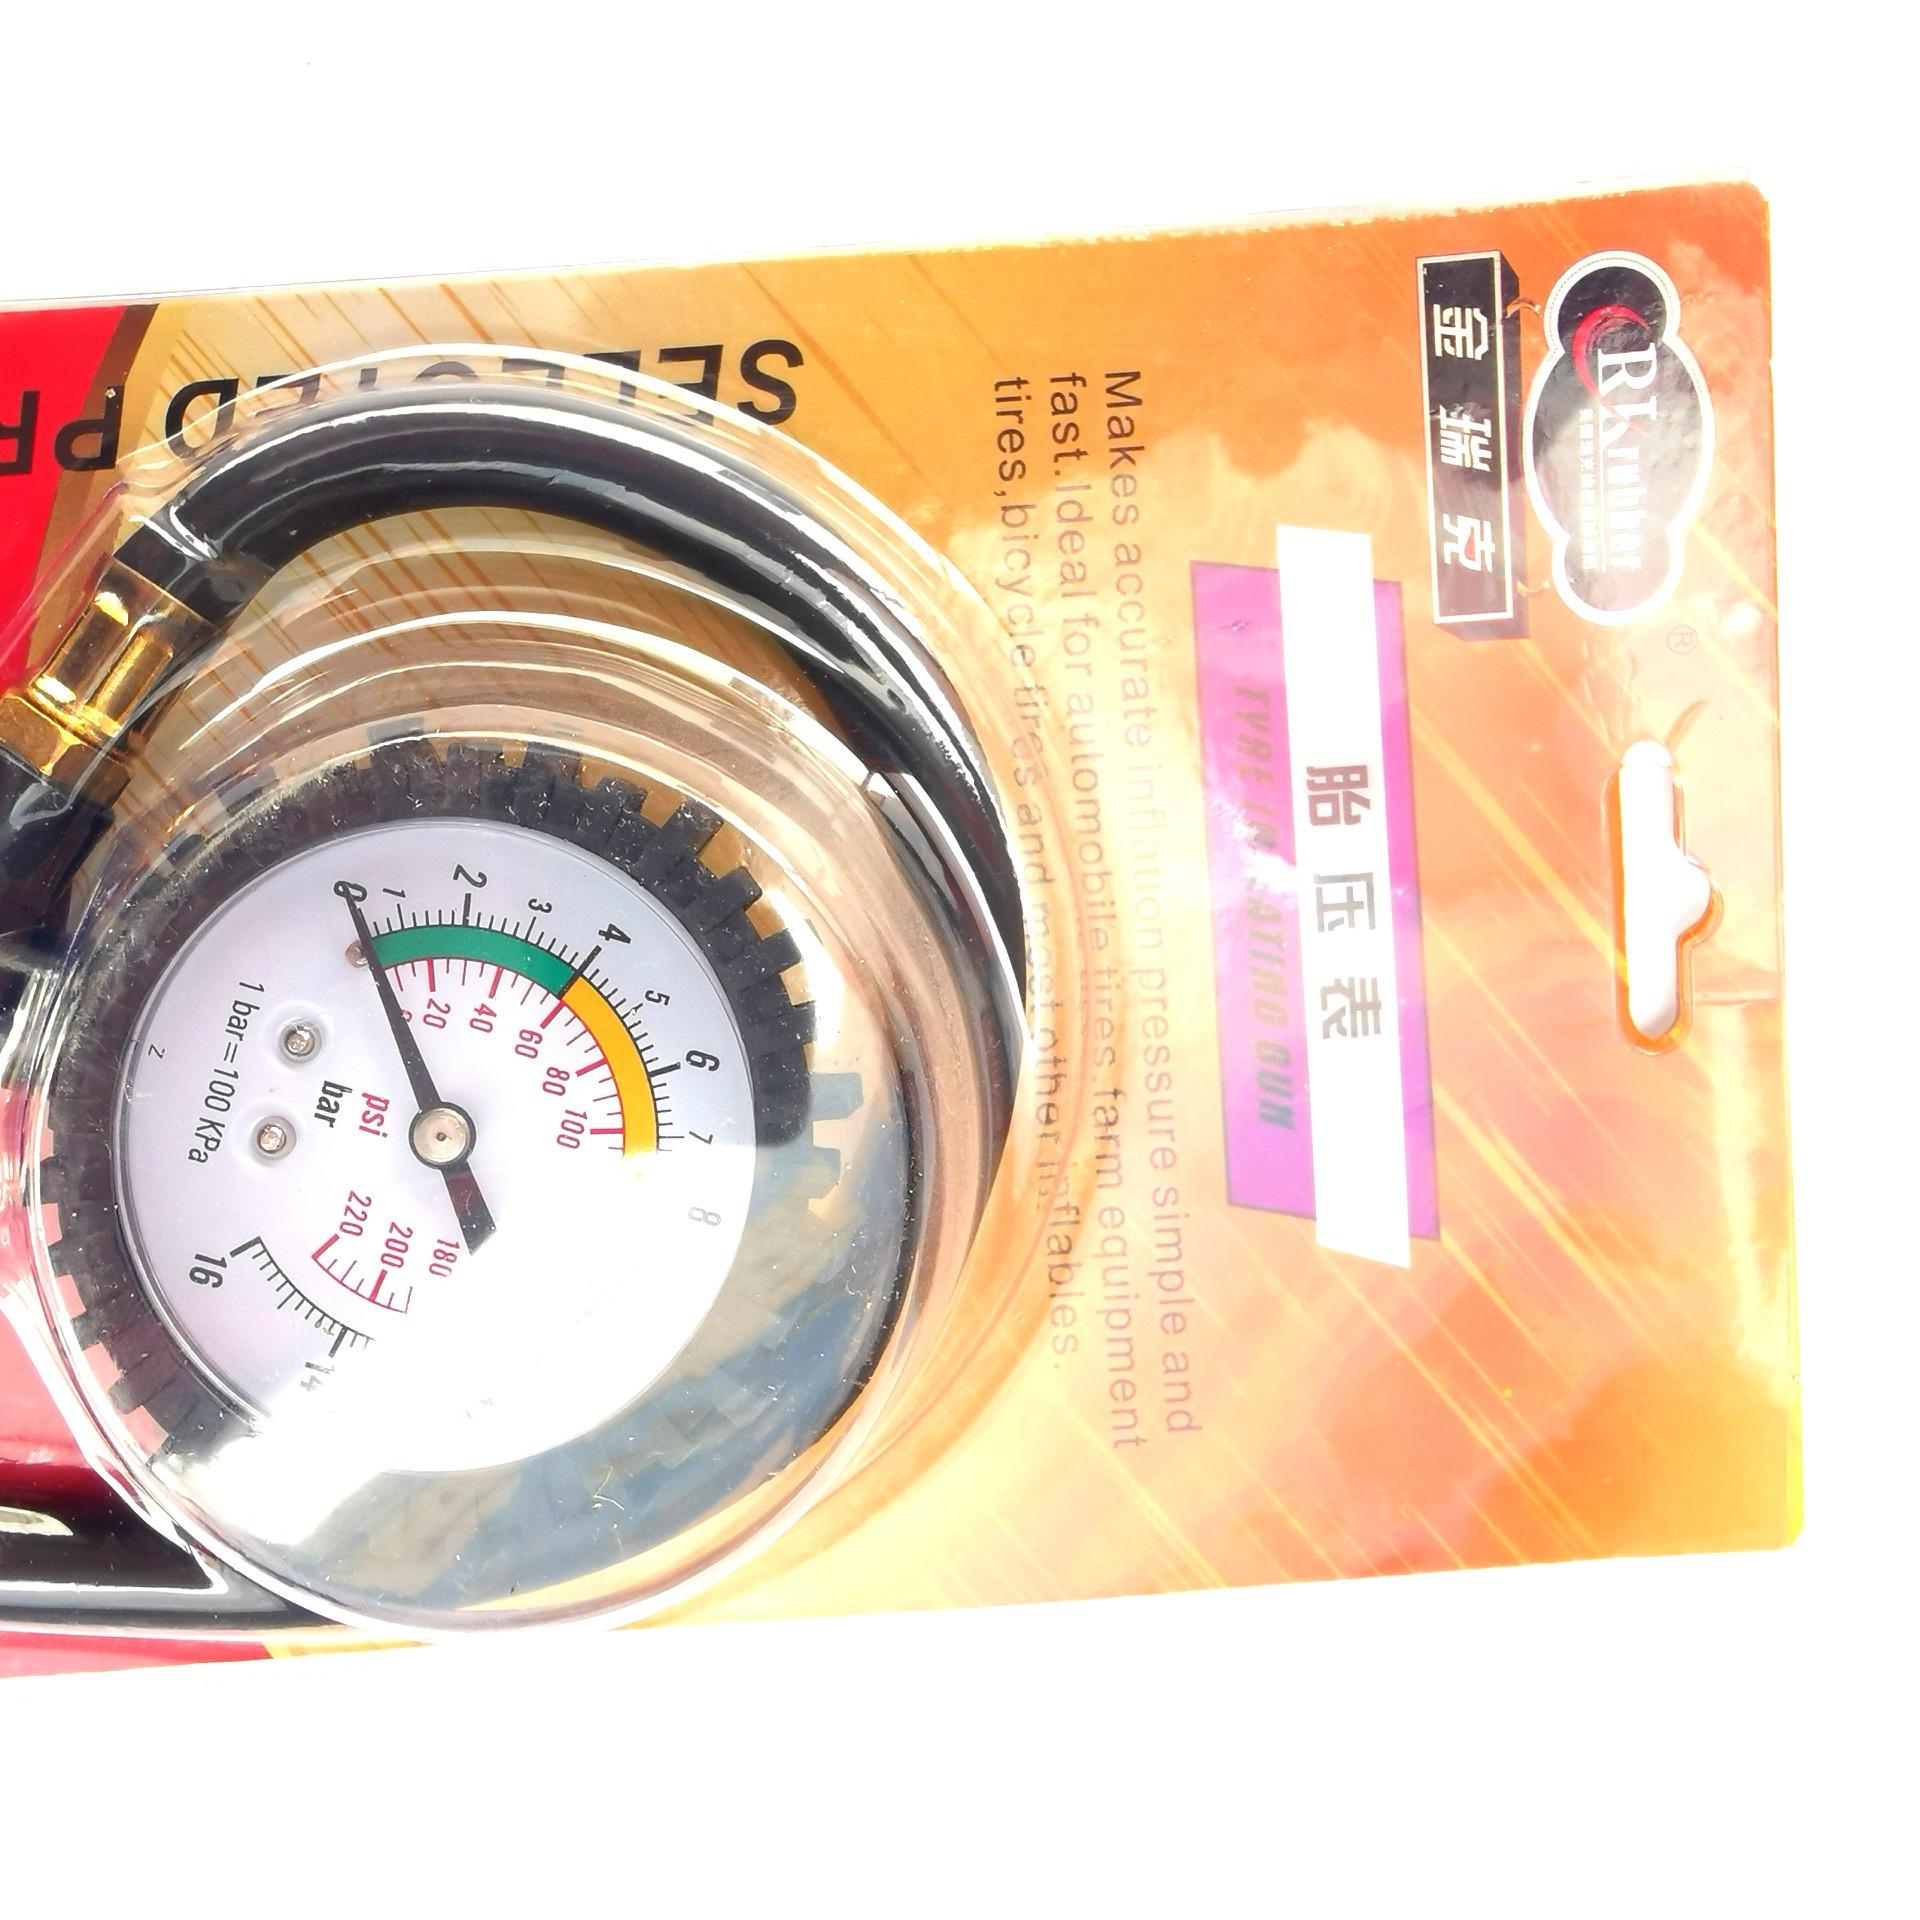 金瑞克
RKrubber
®
胎压表
TYRE INFLATING GUN
Makes accurate inflation pressure simple and
fast.Ideal for automobile tires.farm equipment
tires,bicycle tires and most other inflables.
SELECTED PR
0
1
2
3
4
5
6
7
8
14
16
20
40
60
80
100
180
200
220
psi
bar
1 bar=100 KPa
z